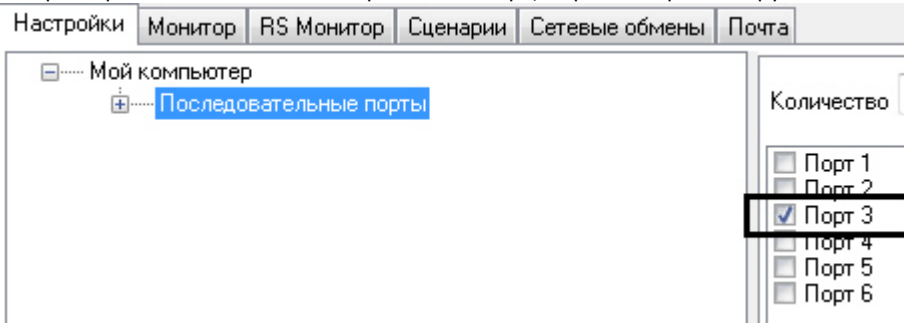 Настройки Монитор RS Монитор Сценарии Сетевые обмены Почта
Мой компьютер
Последовательные порты
Количество
Порт 1
Порт 2
Порт 3
Порт 4
Порт 5
Порт 6